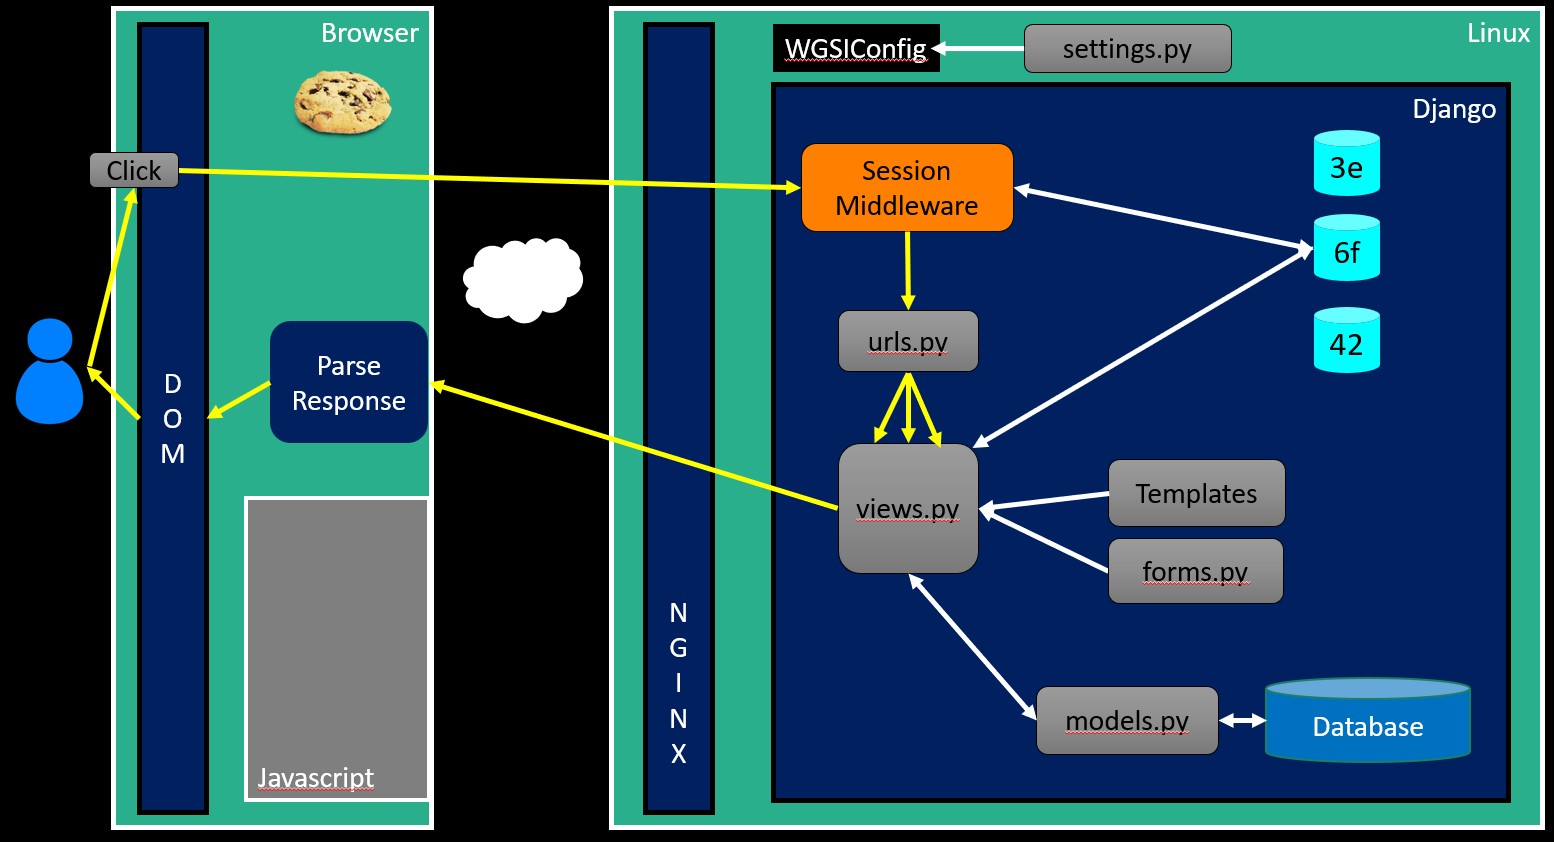 Browser
Click
Parse
Response
D
O
M
Javascript
N
G
I
N
X
Linux
WGSIConfig
settings.py
Django
Session
Middleware
3e
6f
42
urls.py
views.py
Templates
forms.py
models.py
Database